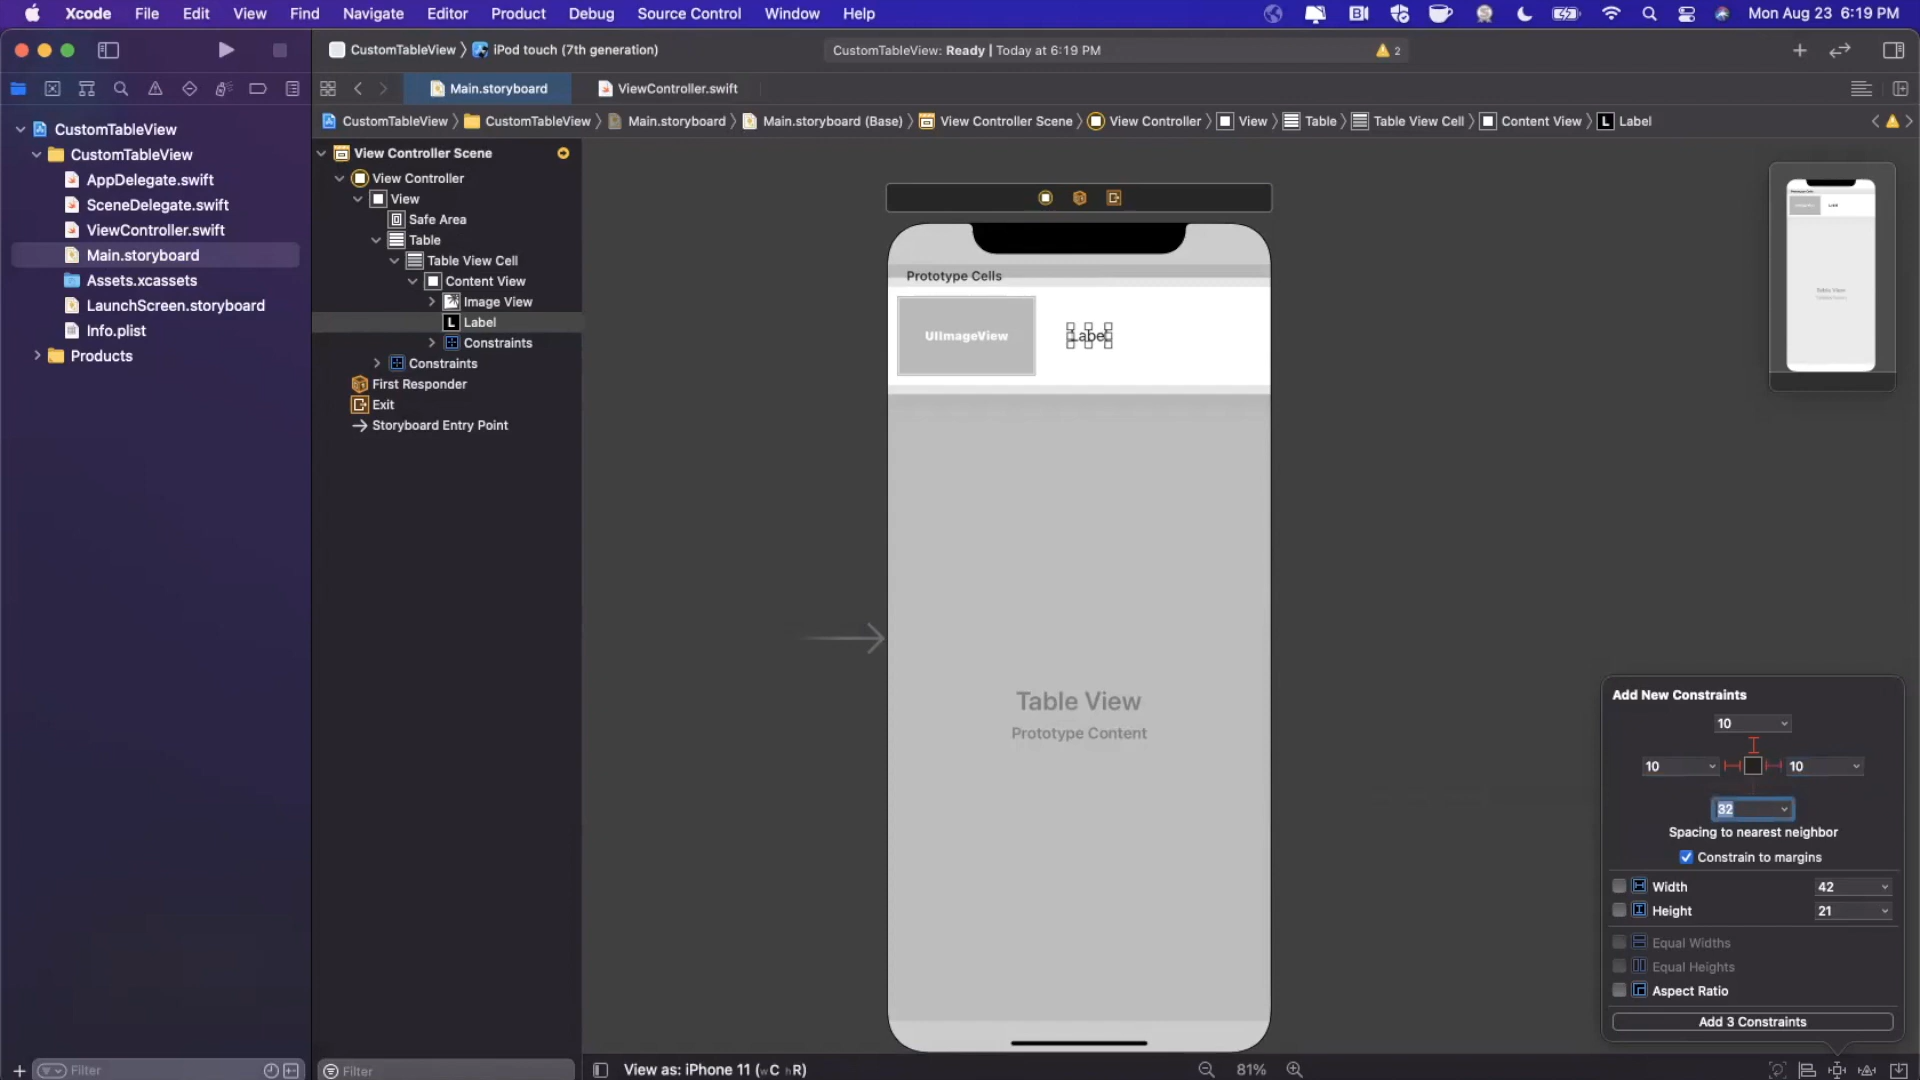 Xcode File Edit View Find Navigate Editor Product Debug Source Control Window Help Mon Aug 23 6:19 PM
CustomTableView iPod touch (7th generation) CustomTableView: Ready | Today at 6:19 PM 2
Main.storyboard ViewController.swift
CustomTableView CustomTableView Main.storyboard Main.storyboard (Base) View Controller Scene View Controller View Table Table View Cell Content View L Label
CustomTableView
CustomTableView
AppDelegate.swift
SceneDelegate.swift
ViewController.swift
Main.storyboard
Assets.xcassets
LaunchScreen.storyboard
Info.plist
Products
Filter
View Controller Scene
View Controller
View
Safe Area
Table
Table View Cell
Content View
Image View
L Label
Constraints
Constraints
First Responder
Exit
Storyboard Entry Point
Filter
Prototype Cells
UIImageView
Label
Table View
Prototype Content
View as: iPhone 11 (wC hR)
81%
Add New Constraints
10
10
10
32
Spacing to nearest neighbor
Constrain to margins
Width 42
Height 21
Equal Widths
Equal Heights
Aspect Ratio
Add 3 Constraints